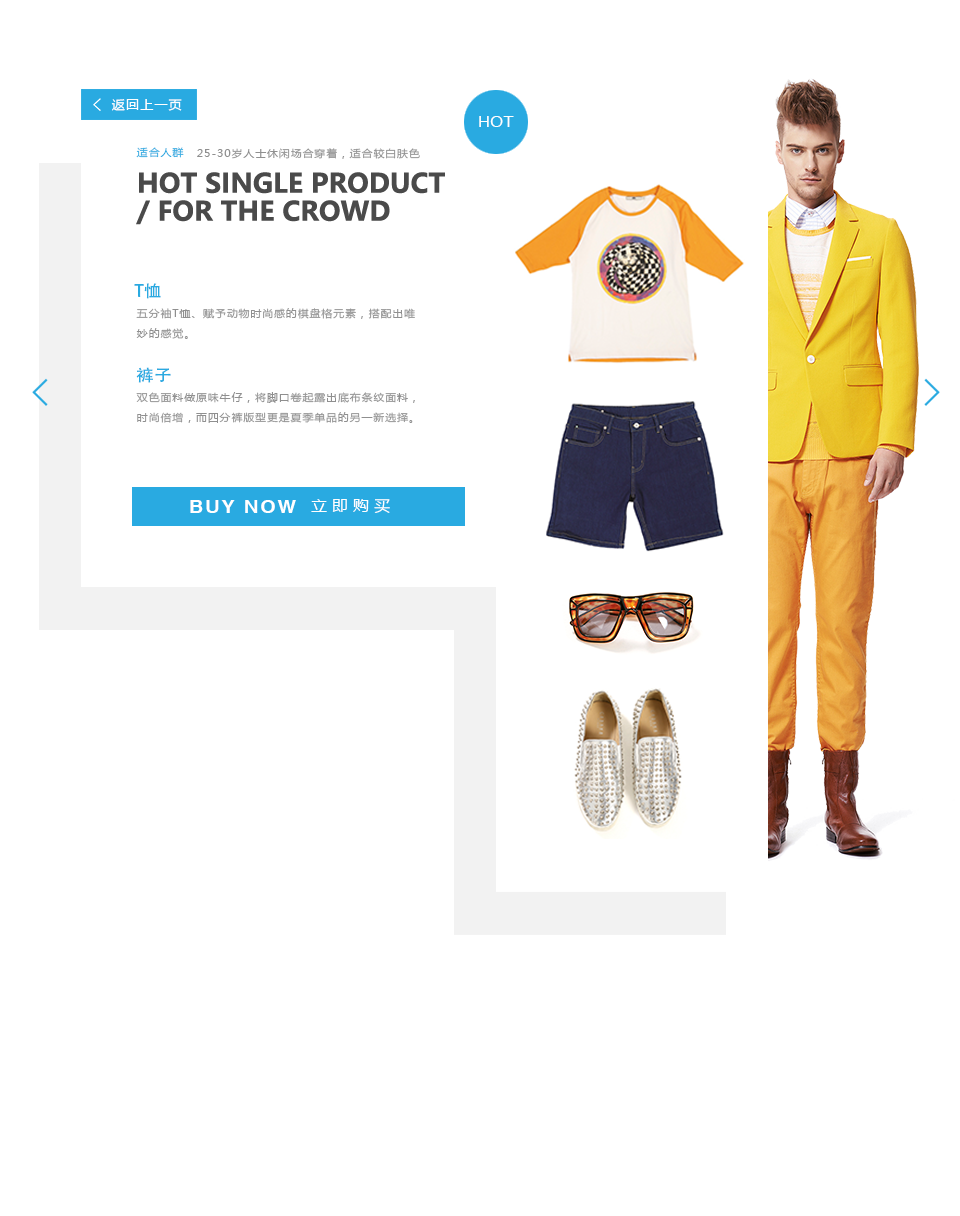 返回上一页
HOT
适合人群 25-30岁人士休闲场合穿着，适合较白肤色
HOT SINGLE PRODUCT
/ FOR THE CROWD
T恤
五分袖T恤、赋予动物时尚感的棋盘格元素，搭配出唯
妙的感觉。
裤子
双色面料做原味牛仔，将脚口卷起露出底布条纹面料，
时尚倍增，而四分裤版型更是夏季单品的另一新选择。
BUY NOW 立即购买